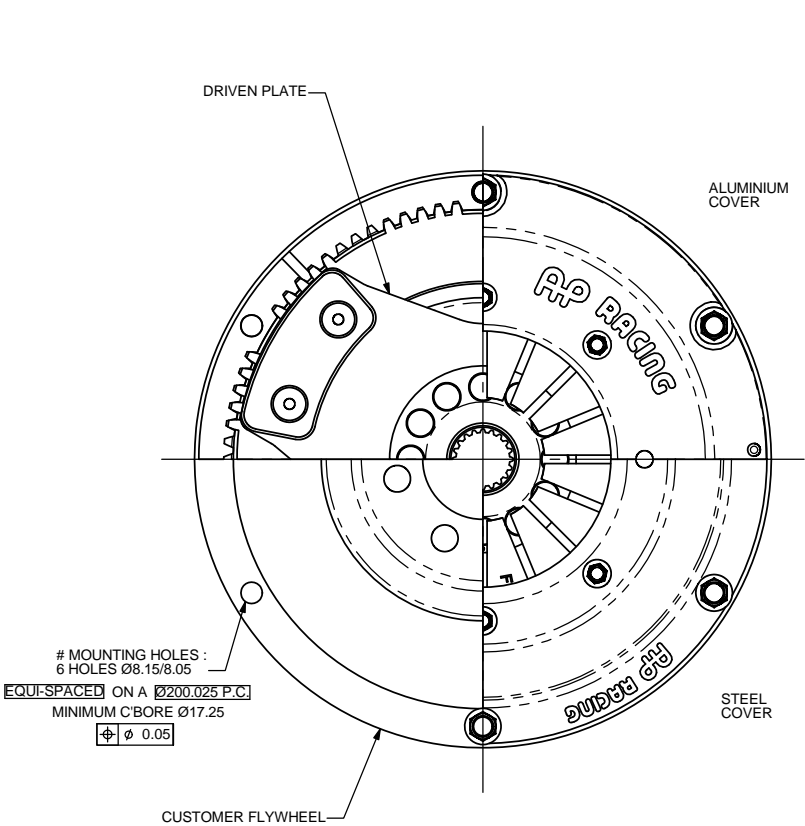 DRIVEN PLATE
ALUMINIUM
COVER
AP RACING
# MOUNTING HOLES :
6 HOLES Ø8.15/8.05
EQUI-SPACED ON A Ø200.025 P.C.
MINIMUM C'BORE Ø17.25
⌖ ø 0.05
F
AP RACING
STEEL
COVER
CUSTOMER FLYWHEEL